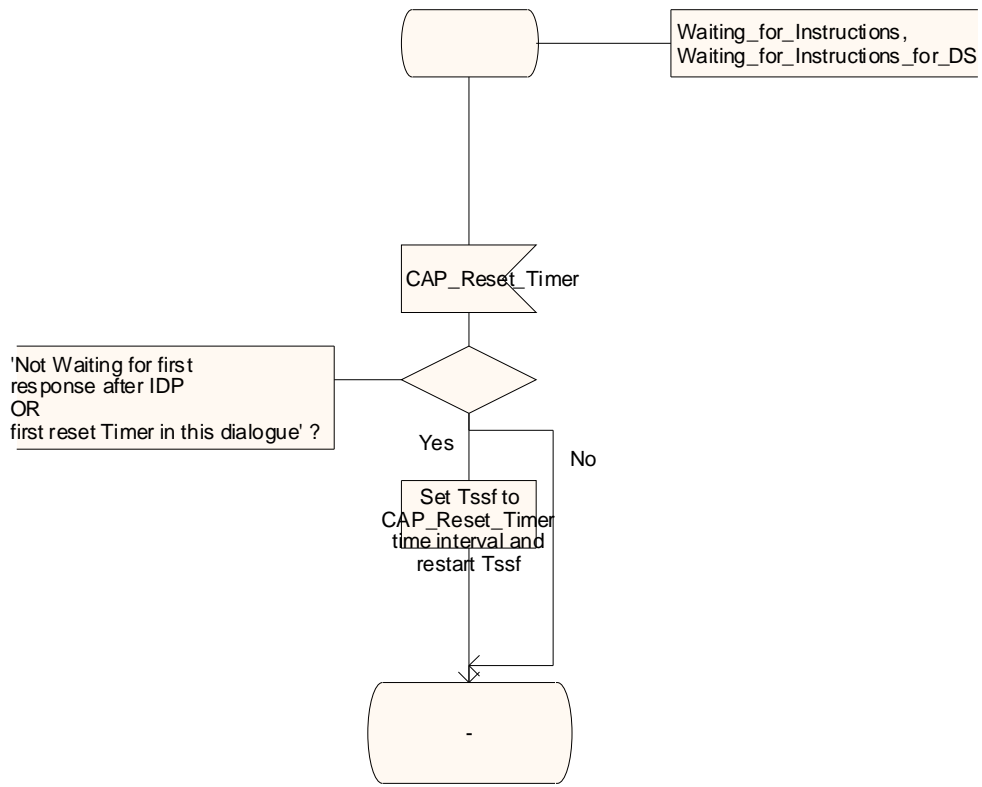 Waiting_for_Instructions,
Waiting_for_Instructions_for_DS
CAP_Reset_Timer
'Not Waiting for first
response after IDP
OR
first reset Timer in this dialogue' ?
Yes
No
Set Tssf to
CAP_Reset_Timer
time interval and
restart Tssf
-